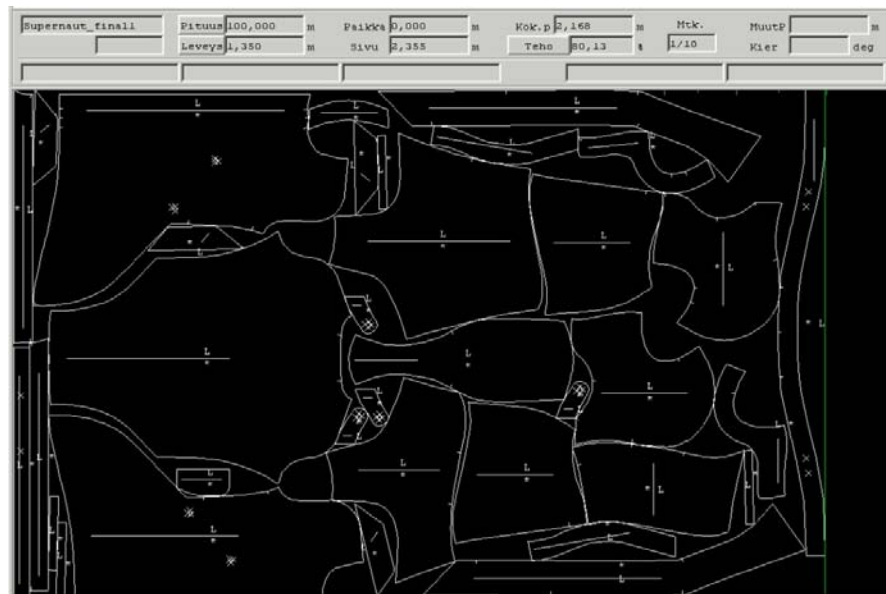 Supernaut_final1 Pituus 100,000 m Paikka 0,000 m Kok.p 2,168 m Mtk. MuutP m
Leveys 1,350 m Sivu 2,355 m Teho 80,13 % 1/10 Kier deg
L L L
L
L L
L
L L L
L
L L
L L
L L
L
L L L
L L L
L L
L
L
L